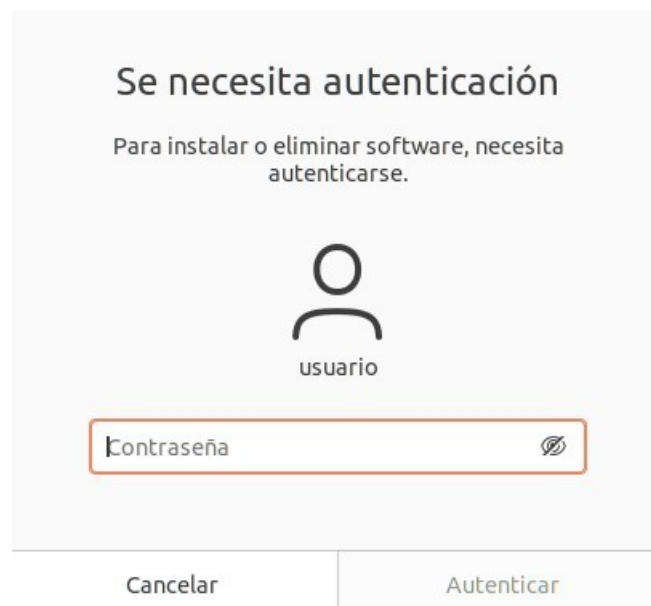 Se necesita autenticación
Para instalar o eliminar software, necesita
autenticarse.
usuario
Contraseña
Cancelar
Autenticar